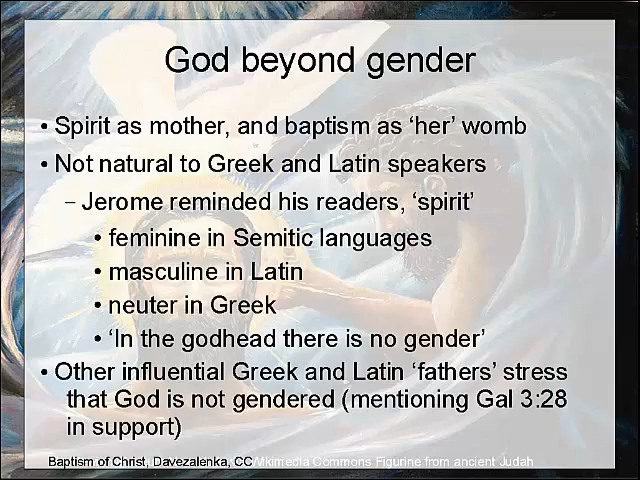 God beyond gender
• Spirit as mother, and baptism as ‘her’ womb
• Not natural to Greek and Latin speakers
– Jerome reminded his readers, ‘spirit’
• feminine in Semitic languages
• masculine in Latin
• neuter in Greek
• ‘In the godhead there is no gender’
• Other influential Greek and Latin ‘fathers’ stress
that God is not gendered (mentioning Gal 3:28
in support)
Baptism of Christ, Davezalenka, CC Wikimedia Commons Figurine from ancient Judah